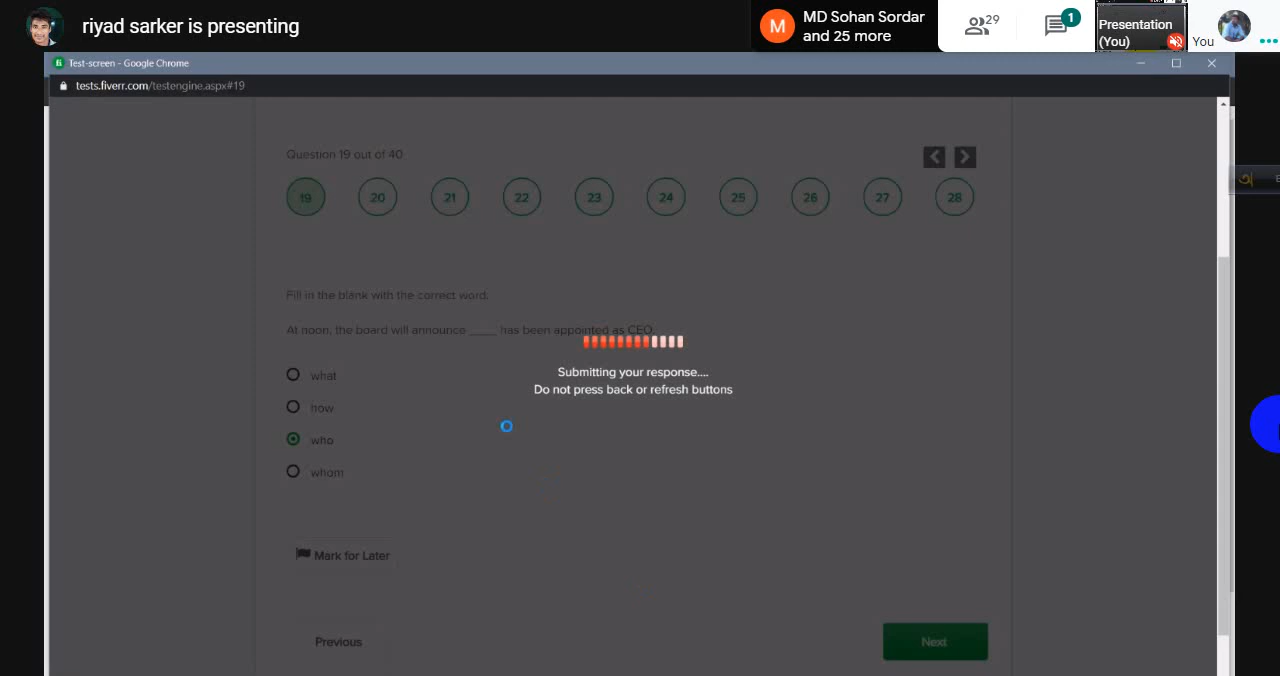 riyad sarker is presenting
M
MD Sohan Sordar
and 25 more
29
1
Presentation
(You)
You
fi Test-screen - Google Chrome
tests.fiverr.com/testengine.aspx#19
Question 19 out of 40
19 20 21 22 23 24 25 26 27 28
অ
Fill in the blank with the correct word.
At noon, the board will announce ____ has been appointed as CEO.
Submitting your response....
Do not press back or refresh buttons
what
how
who
whom
Mark for Later
Previous
Next